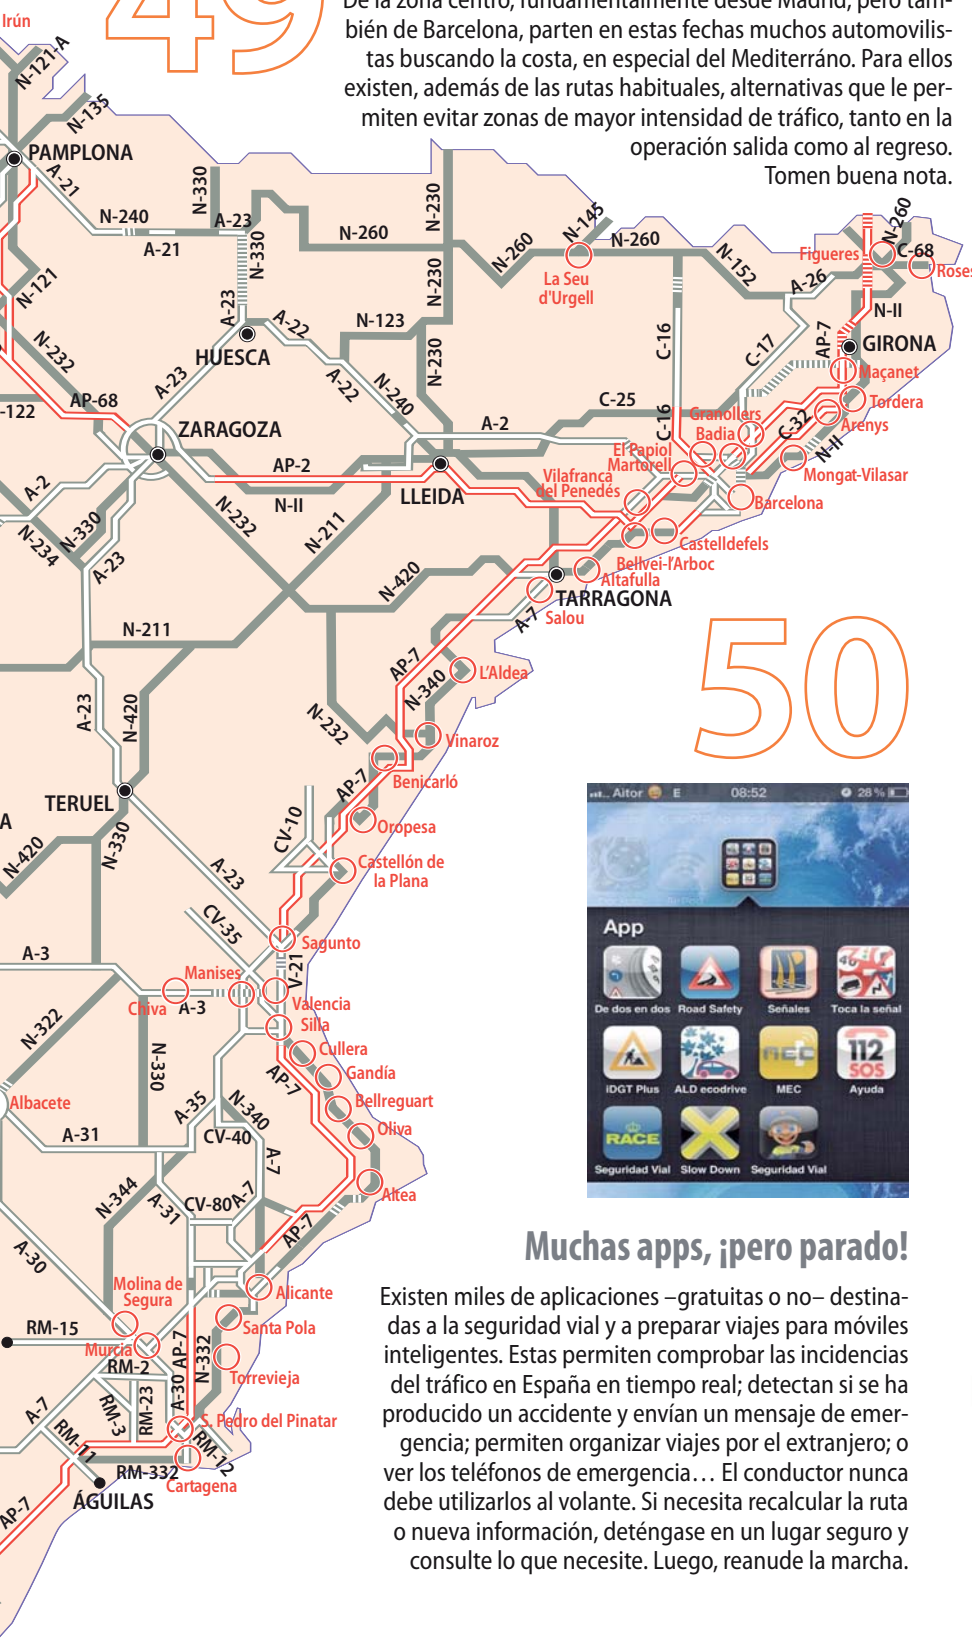 49
De la zona centro, fundamentalmente desde Madrid, pero tam-
bién de Barcelona, parten en estas fechas muchos automovilis-
tas buscando la costa, en especial del Mediterráno. Para ellos
existen, además de las rutas habituales, alternativas que le per-
miten evitar zonas de mayor intensidad de tráfico, tanto en la
operación salida como al regreso.
Tomen buena nota.
Irún
N-121-A
N-135
PAMPLONA
A-21
N-240
A-21
N-330
A-23
N-330
N-260
N-230
N-230
N-260
N-145
N-260
La Seu
d'Urgell
N-152
A-26
Figueres
N-260
C-68
Roses
N-II
AP-7
GIRONA
Maçanet
Tordera
Arenys
C-32
N-II
Mongat-Vilasar
N-121
N-232
A-23
HUESCA
A-22
A-22
N-123
N-230
N-240
C-16
C-16
C-17
C-25
Granollers
Badia
El Papiol
Martorell
Vilafranca
del Penedés
Barcelona
Castelldefels
Bellvei-l'Arboc
Altafulla
TARRAGONA
Salou
A-7
-122
AP-68
A-23
ZARAGOZA
AP-2
N-II
A-2
LLEIDA
A-2
N-234
N-330
A-23
N-232
N-211
N-420
N-211
AP-7
N-340
L'Aldea
A-23
N-420
N-232
Vinaroz
Benicarló
AP-7
Oropesa
CV-10
Castellón de
la Plana
TERUEL
A
N-420
N-330
A-23
CV-35
Sagunto
V-21
A-3
Manises
Chiva
A-3
Valencia
Silla
Cullera
Gandía
Bellreguart
Oliva
Altea
AP-7
N-322
N-330
Albacete
A-31
A-35
N-340
CV-40
A-7
N-344
A-31
CV-80
A-7
AP-7
A-30
Molina de
Segura
Alicante
Santa Pola
Torrevieja
RM-15
Murcia
RM-2
AP-7
A-30
N-332
RM-3
RM-23
A-7
RM-11
S. Pedro del Pinatar
RM-12
RM-332
Cartagena
ÁGUILAS
AP-7
50
Aitor
E
08:52
28 %
App
De dos en dos
Road Safety
Señales
Toca la señal
iDGT Plus
ALD ecodrive
MEC
MEC
112
SOS
Ayuda
RACE
Seguridad Vial
Slow Down
Seguridad Vial
Muchas apps, ¡pero parado!
Existen miles de aplicaciones –gratuitas o no– destina-
das a la seguridad vial y a preparar viajes para móviles
inteligentes. Estas permiten comprobar las incidencias
del tráfico en España en tiempo real; detectan si se ha
producido un accidente y envían un mensaje de emer-
gencia; permiten organizar viajes por el extranjero; o
ver los teléfonos de emergencia… El conductor nunca
debe utilizarlos al volante. Si necesita recalcular la ruta
o nueva información, deténgase en un lugar seguro y
consulte lo que necesite. Luego, reanude la marcha.